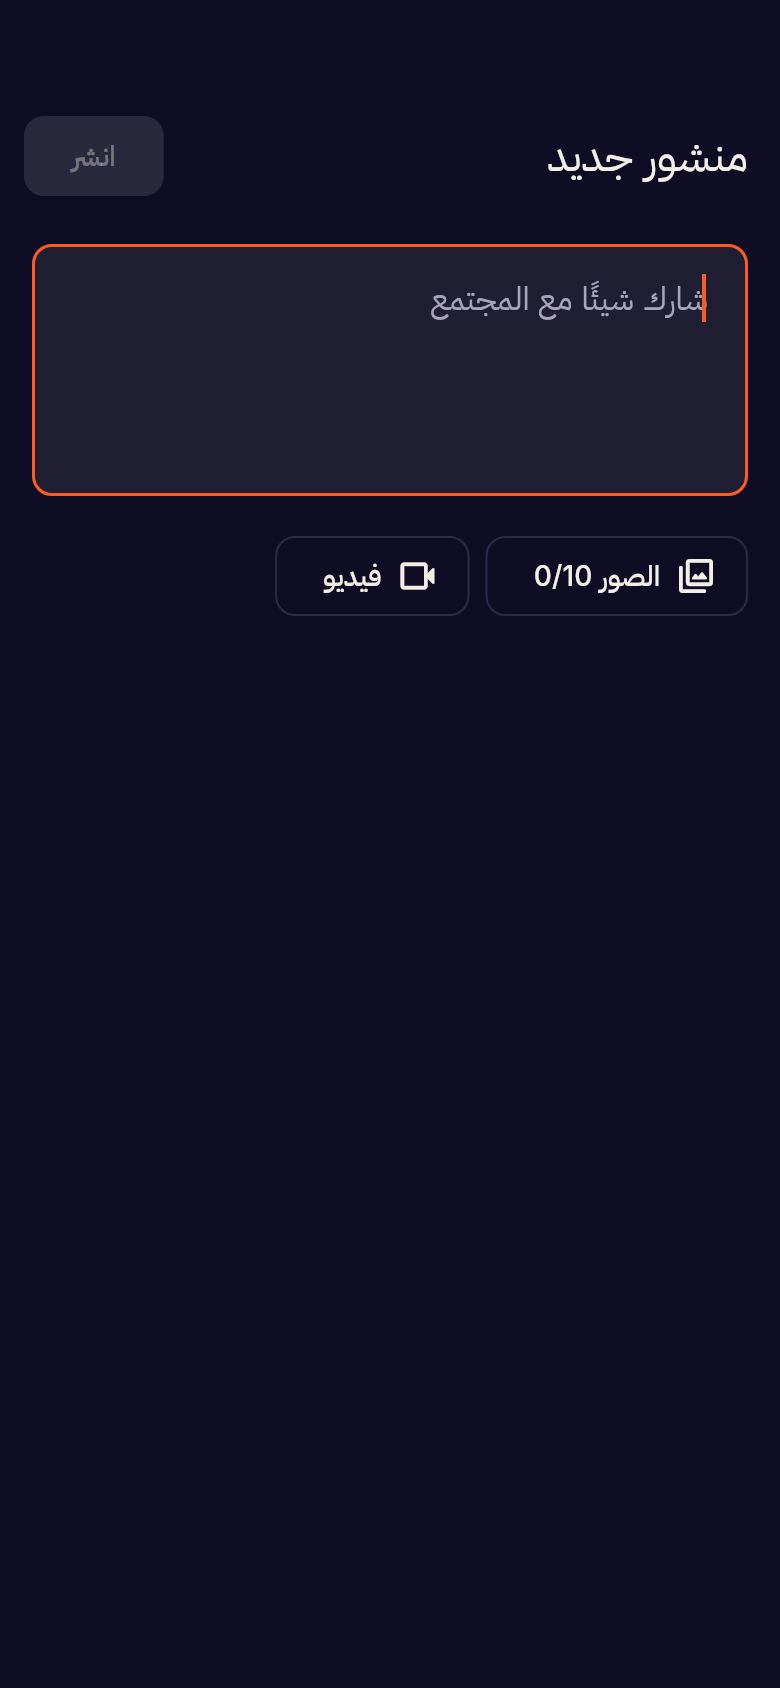 منشور جديد
انشر
شارك شيئًا مع المجتمع
الصور 0/10
فيديو